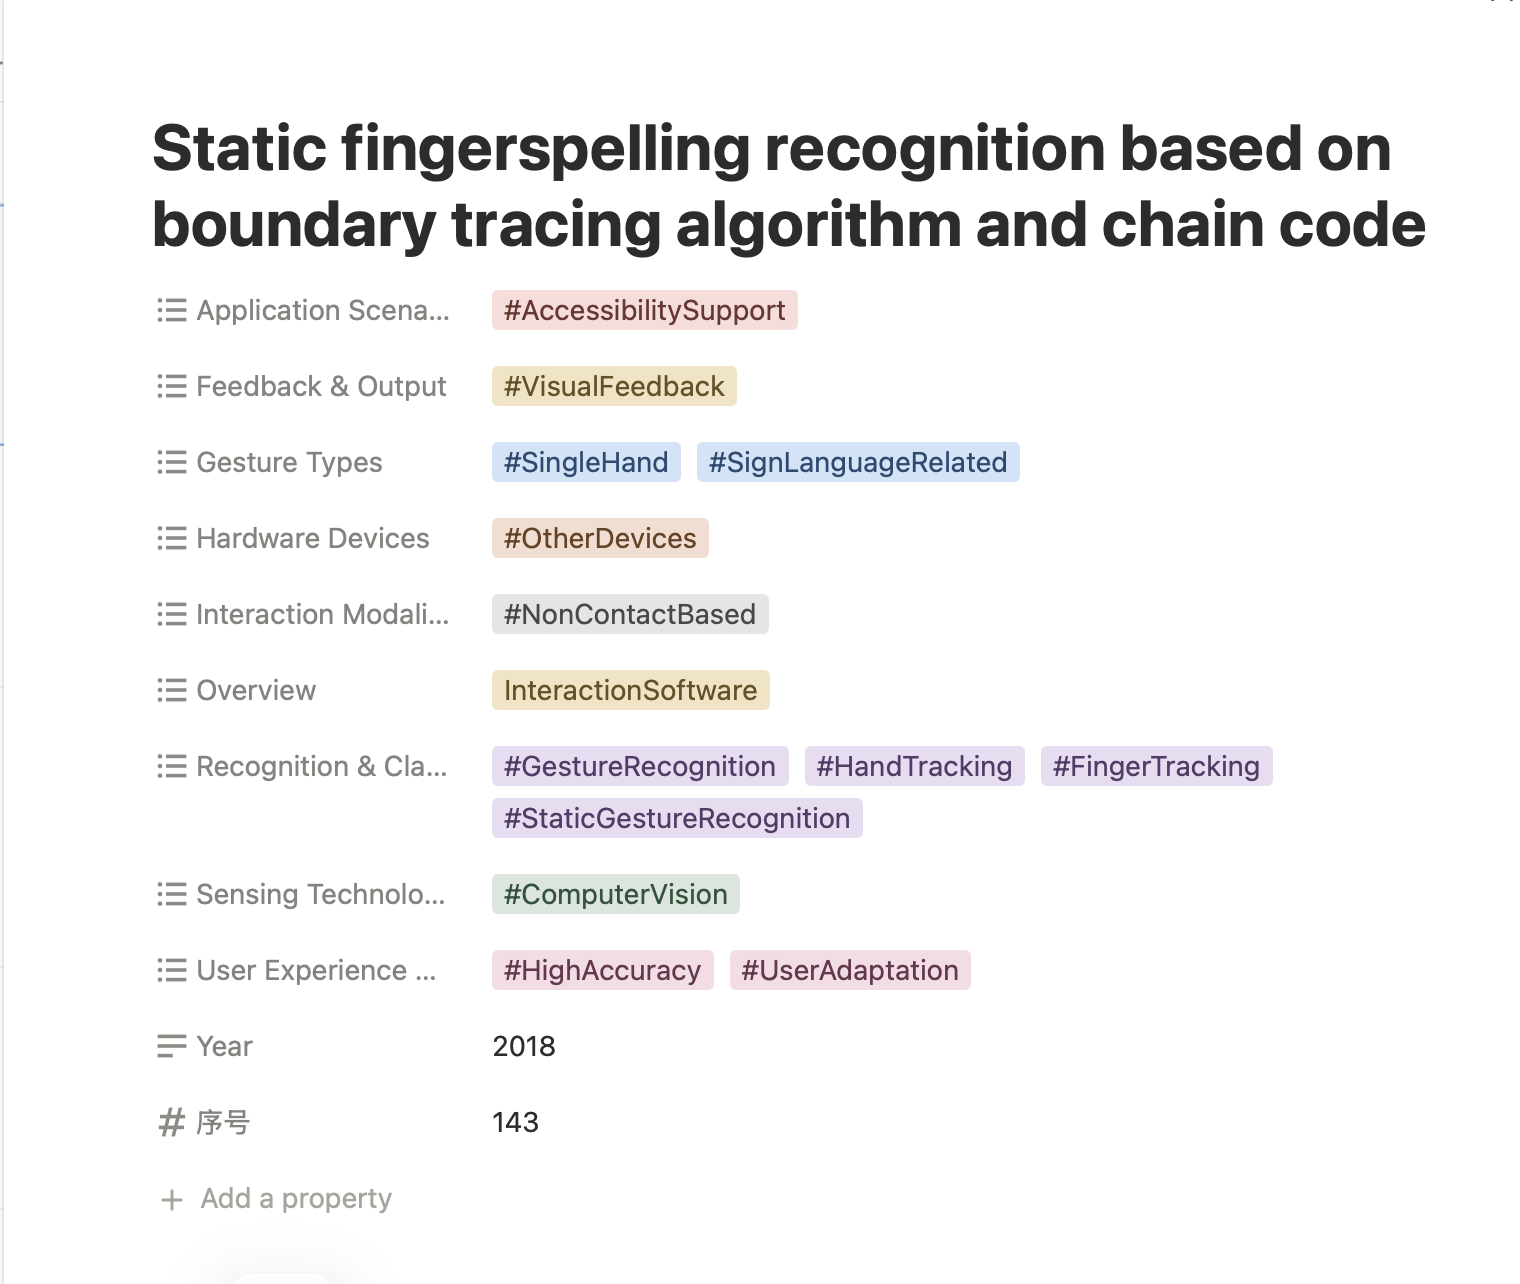 Static fingerspelling recognition based on
boundary tracing algorithm and chain code
Application Scena... #AccessibilitySupport
Feedback & Output #VisualFeedback
Gesture Types #SingleHand #SignLanguageRelated
Hardware Devices #OtherDevices
Interaction Modali... #NonContactBased
Overview InteractionSoftware
Recognition & Cla... #GestureRecognition #HandTracking #FingerTracking
#StaticGestureRecognition
Sensing Technolo... #ComputerVision
User Experience ... #HighAccuracy #UserAdaptation
Year 2018
序号 143
+ Add a property